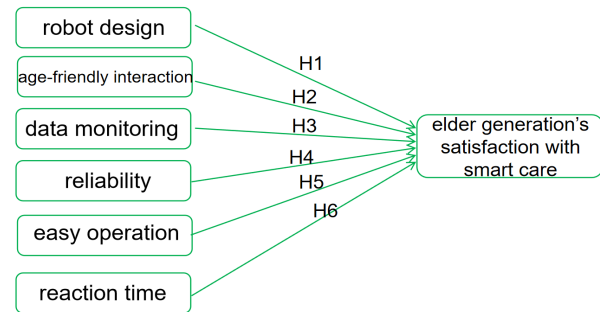 robot design
H1
age-friendly interaction
H2
data monitoring
H3
elder generation's
satisfaction with
smart care
H4
reliability
H5
easy operation
H6
reaction time